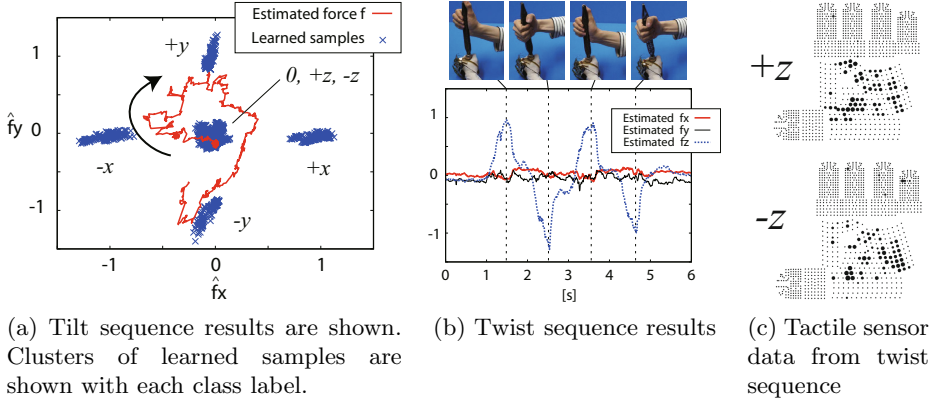 Estimated force f
Learned samples
1
0
-1
f̂y
+y
0, +z, -z
-x
+x
-y
-1
0
1
f̂x
Estimated fx
Estimated fy
Estimated fz
1
0
-1
0
1
2
3
4
5
6
[s]
+z
-z
(a) Tilt sequence results are shown.
Clusters of learned samples are
shown with each class label.
(b) Twist sequence results
(c) Tactile sensor
data from twist
sequence